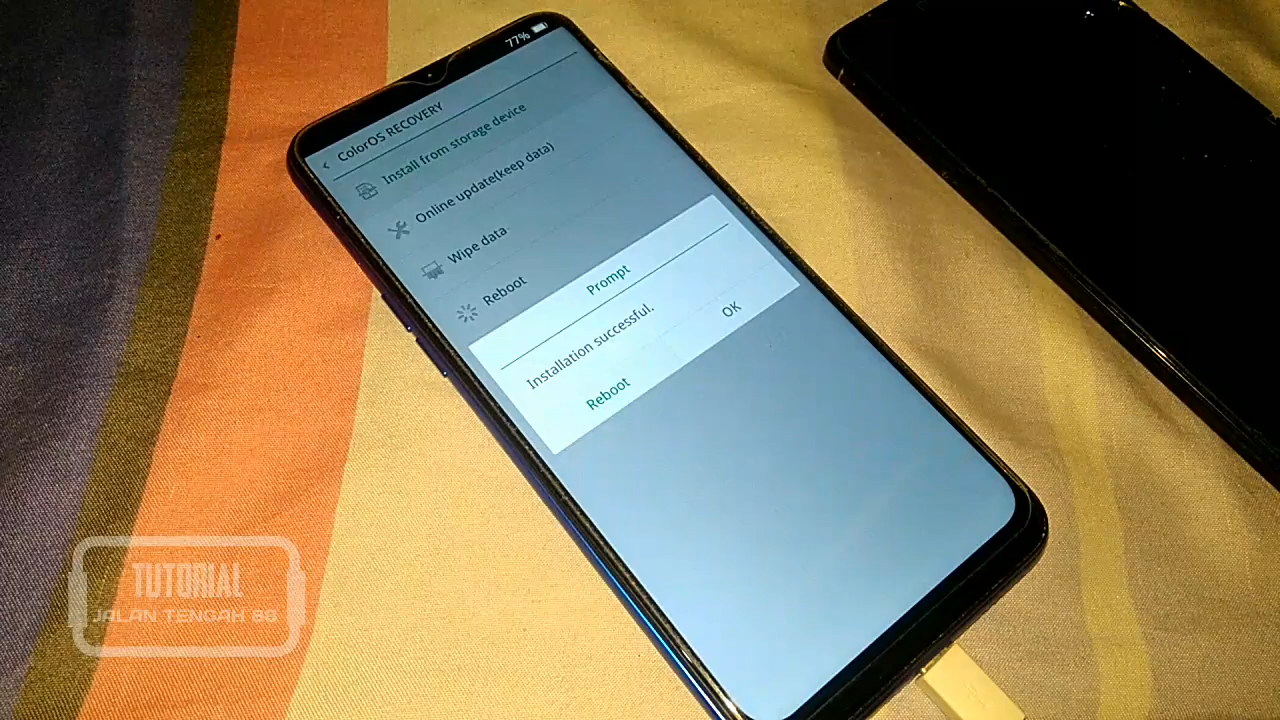 77%
ColorOS RECOVERY
Install from storage device
Online update(keep data)
Wipe data
Reboot
Prompt
Installation successful.
Reboot OK
TUTORIAL
JALAN TENGAH 86